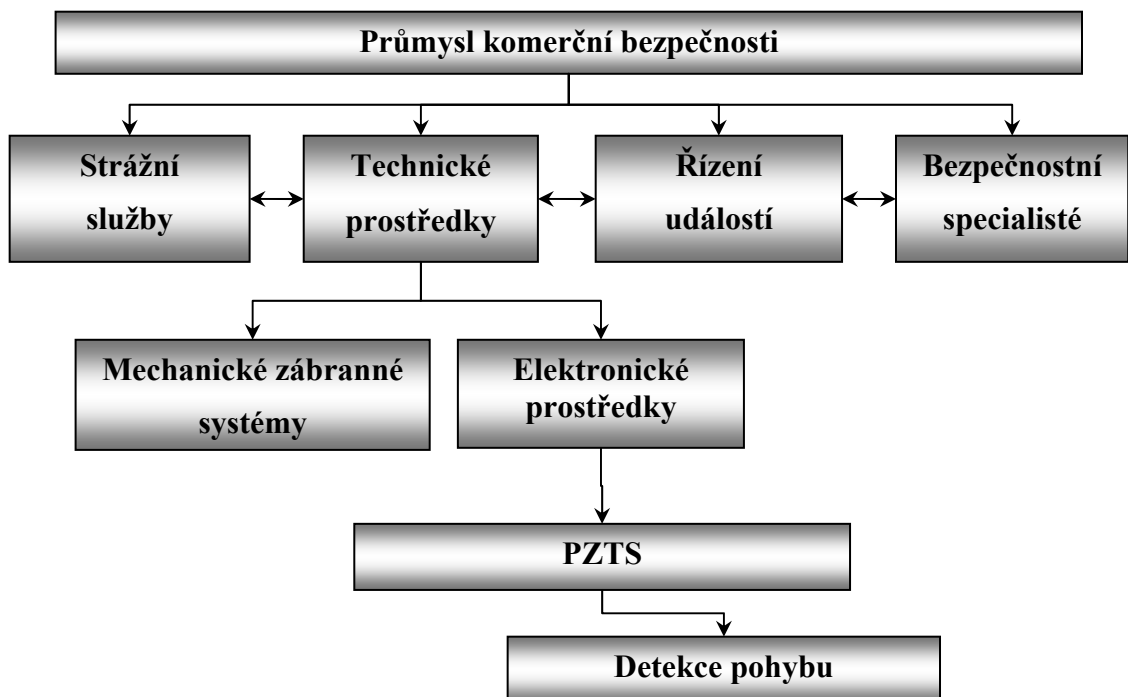 Průmysl komerční bezpečnosti
Strážní
služby
Technické
prostředky
Řízení
událostí
Bezpečnostní
specialisté
Mechanické zábranné
systémy
Elektronické
prostředky
PZTS
Detekce pohybu